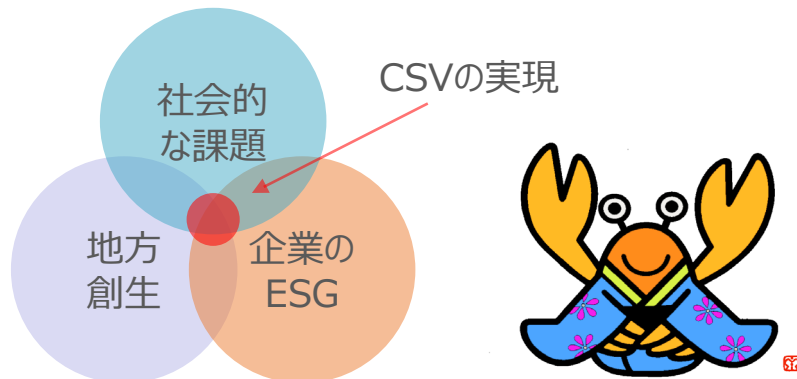 社会的
な課題
CSVの実現
地方
創生
企業の
ESG